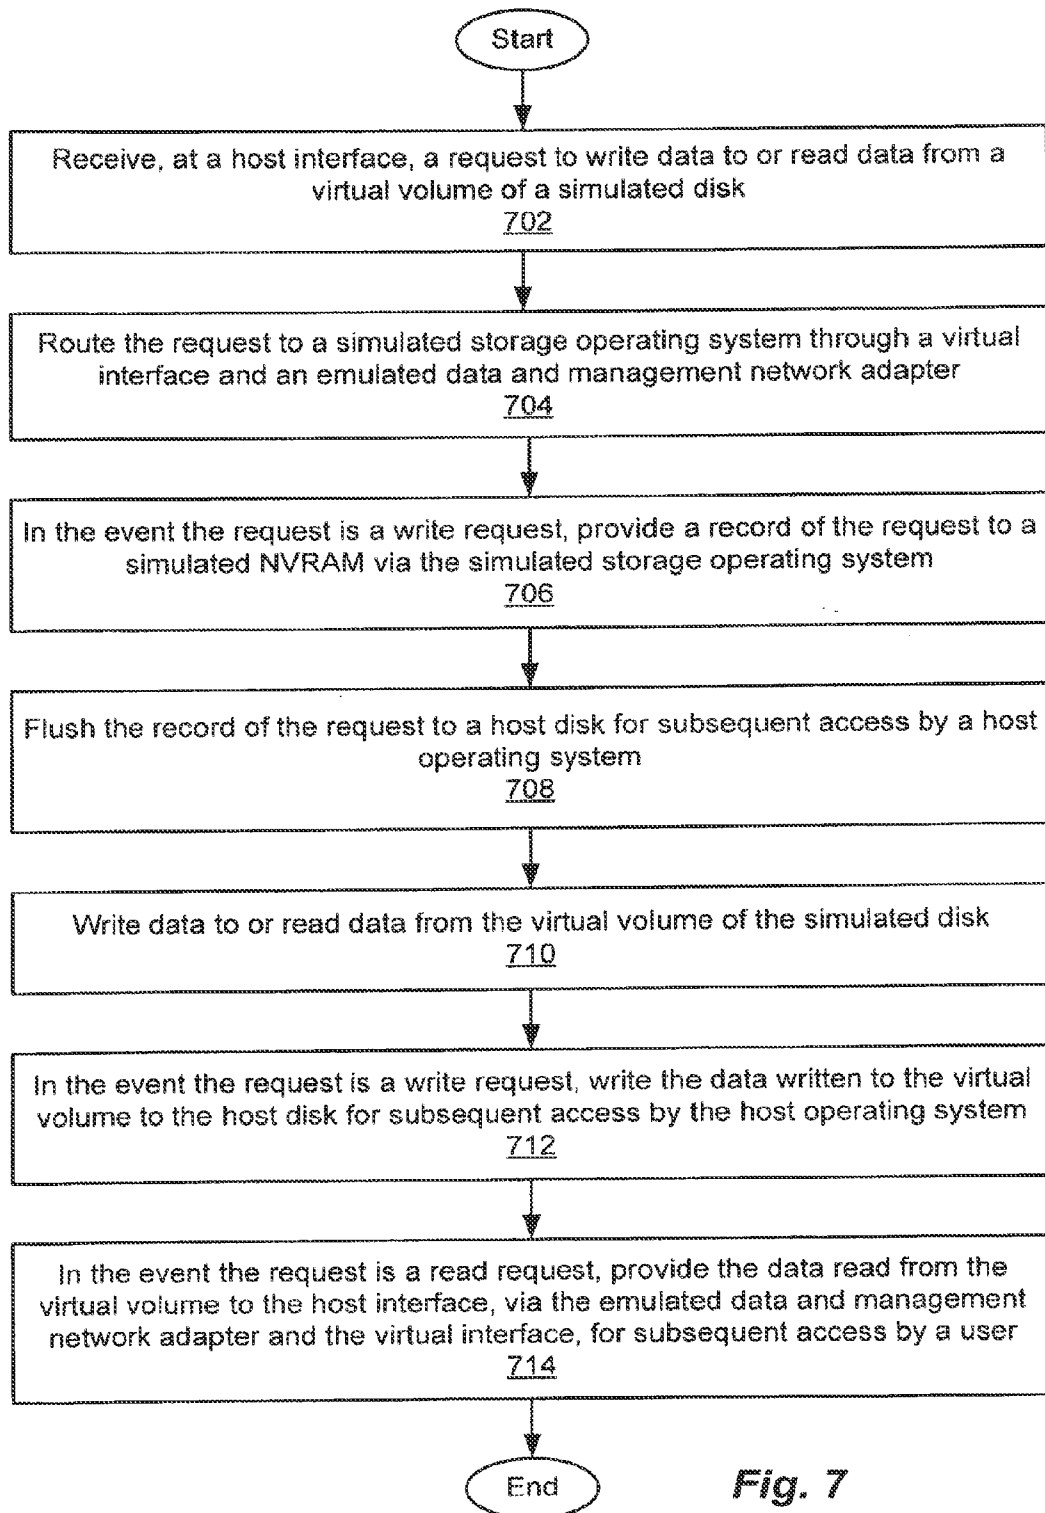 Start
Receive, at a host interface, a request to write data to or read data from a
virtual volume of a simulated disk
702
Route the request to a simulated storage operating system through a virtual
interface and an emulated data and management network adapter
704
In the event the request is a write request, provide a record of the request to a
simulated NVRAM via the simulated storage operating system
706
Flush the record of the request to a host disk for subsequent access by a host
operating system
708
Write data to or read data from the virtual volume of the simulated disk
710
In the event the request is a write request, write the data written to the virtual
volume to the host disk for subsequent access by the host operating system
712
In the event the request is a read request, provide the data read from the
virtual volume to the host interface, via the emulated data and management
network adapter and the virtual interface, for subsequent access by a user
714
End
Fig. 7